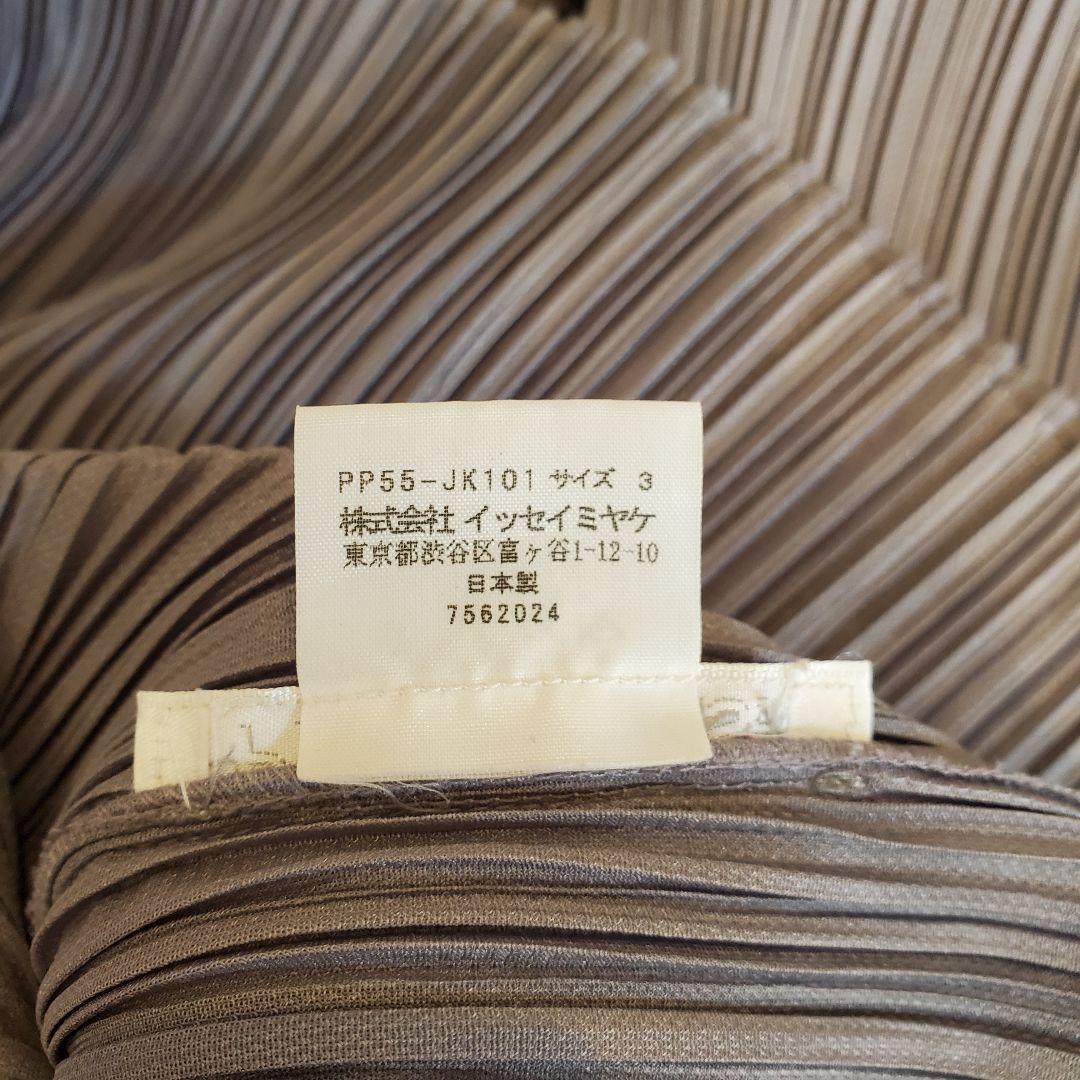 PP55-JK101 サイズ 3
株式会社 イッセイミヤケ
東京都渋谷区富ヶ谷1-12-10
日本製
7562024